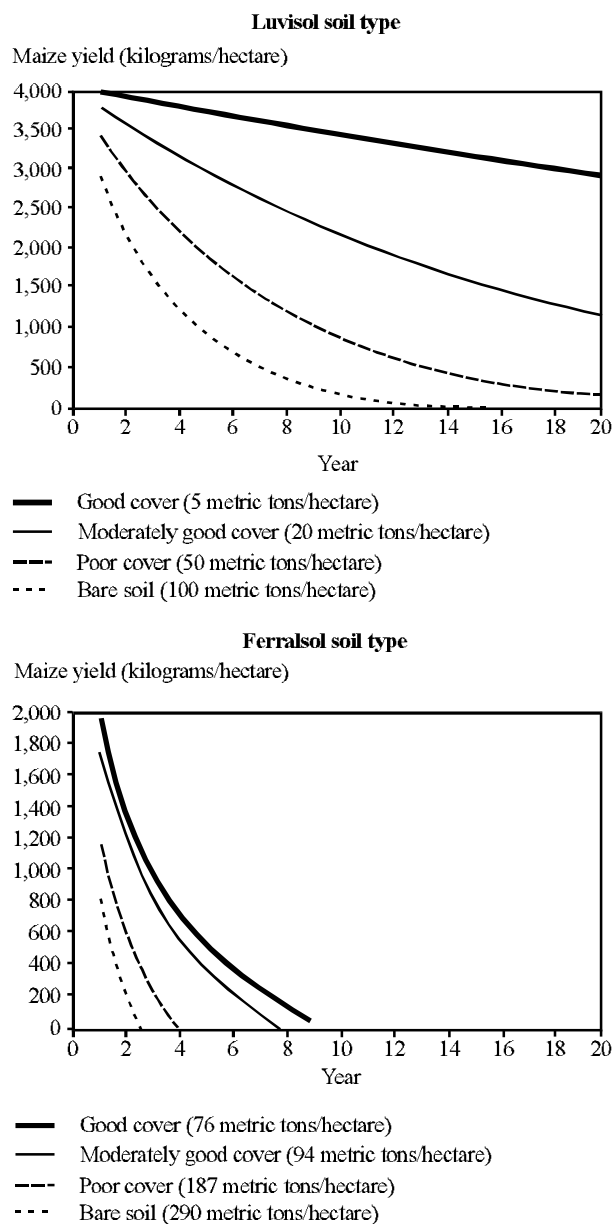 Luvisol soil type
Maize yield (kilograms/hectare)
4,000
3,500
3,000
2,500
2,000
1,500
1,000
500
0
0 2 4 6 8 10 12 14 16 18 20
Year
Good cover (5 metric tons/hectare)
Moderately good cover (20 metric tons/hectare)
Poor cover (50 metric tons/hectare)
Bare soil (100 metric tons/hectare)
Ferralsol soil type
Maize yield (kilograms/hectare)
2,000
1,800
1,600
1,400
1,200
1,000
800
600
400
200
0
0 2 4 6 8 10 12 14 16 18 20
Year
Good cover (76 metric tons/hectare)
Moderately good cover (94 metric tons/hectare)
Poor cover (187 metric tons/hectare)
Bare soil (290 metric tons/hectare)